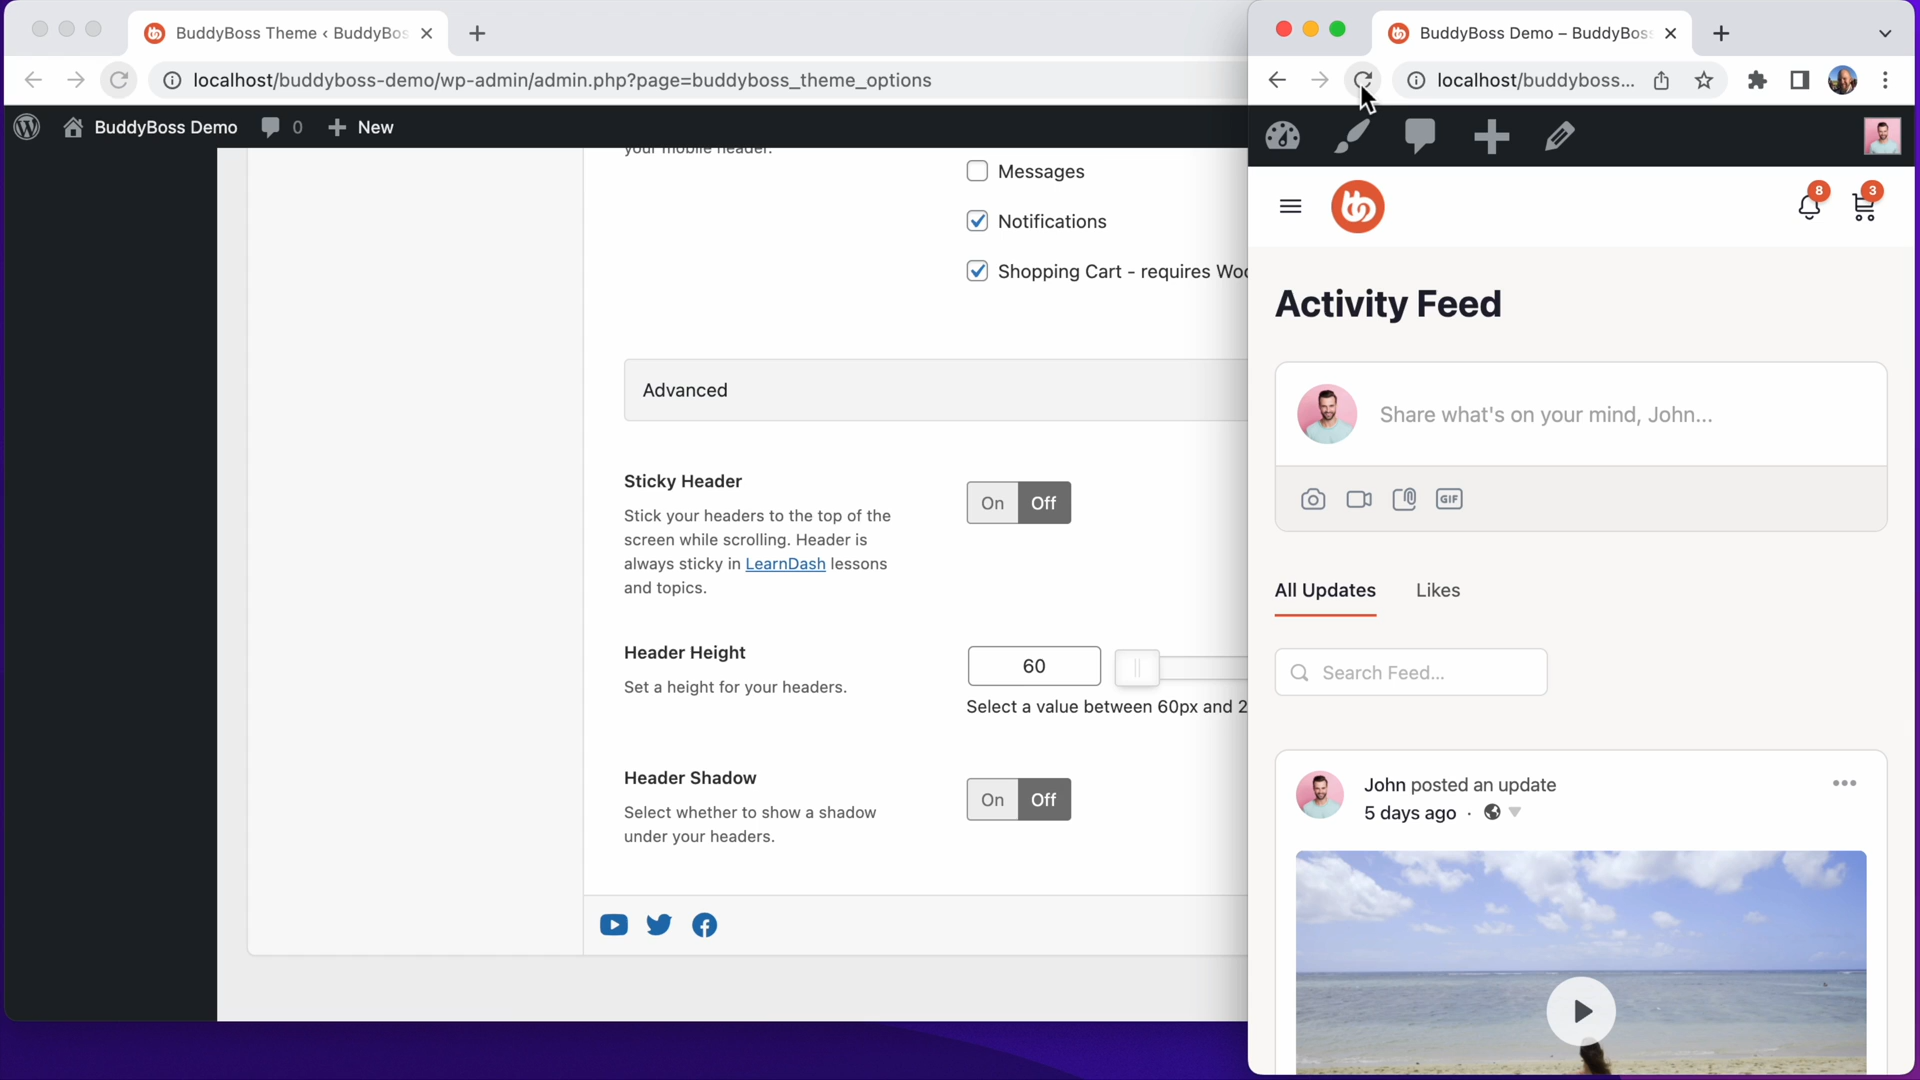 BuddyBoss Theme ‹ BuddyBos
localhost/buddyboss-demo/wp-admin/admin.php?page=buddyboss_theme_options
BuddyBoss Demo 0 New
your mobile header.
Messages
Notifications
Shopping Cart - requires Woo
Advanced
Sticky Header
Stick your headers to the top of the
screen while scrolling. Header is
always sticky in LearnDash lessons
and topics.
On Off
Header Height
Set a height for your headers.
60
Select a value between 60px and 2
Header Shadow
Select whether to show a shadow
under your headers.
On Off
BuddyBoss Demo – BuddyBoss
localhost/buddyboss...
8 3
Activity Feed
Share what's on your mind, John...
GIF
All Updates Likes
Search Feed...
John posted an update
5 days ago ·